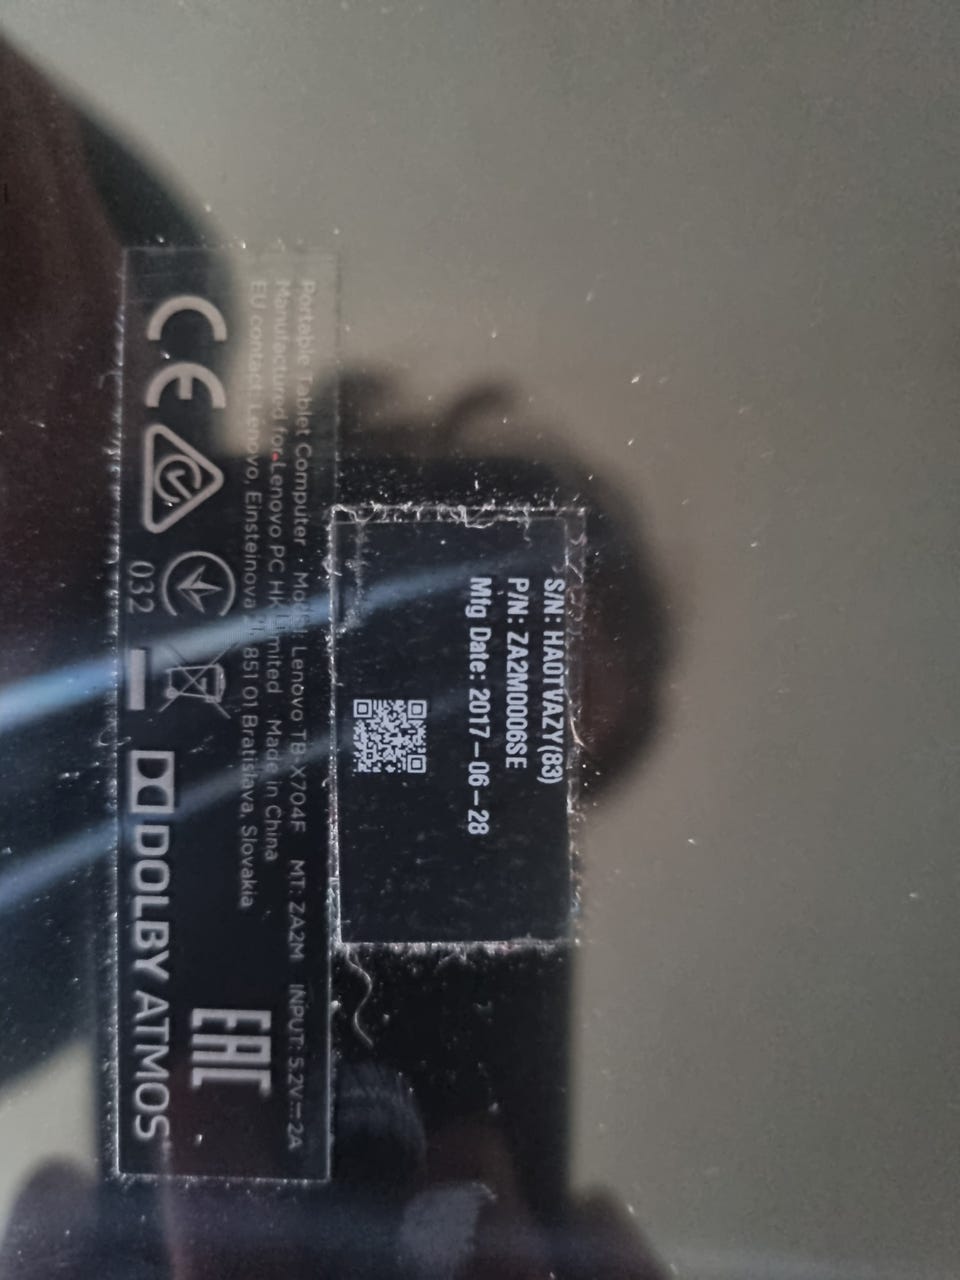 S/N: HA0TVAZY(83)
P/N: ZA2M0006SE
Mfg Date: 2017-06-28
Portable Tablet Computer Model: Lenovo TB-X704F MT: ZA2M INPUT: 5.2V⎓2A
Manufactured for Lenovo PC HK Limited Made in China
EU contact: Lenovo, Einsteinova 851 01 Bratislava, Slovakia
EAC
CE
032
DOLBY ATMOS